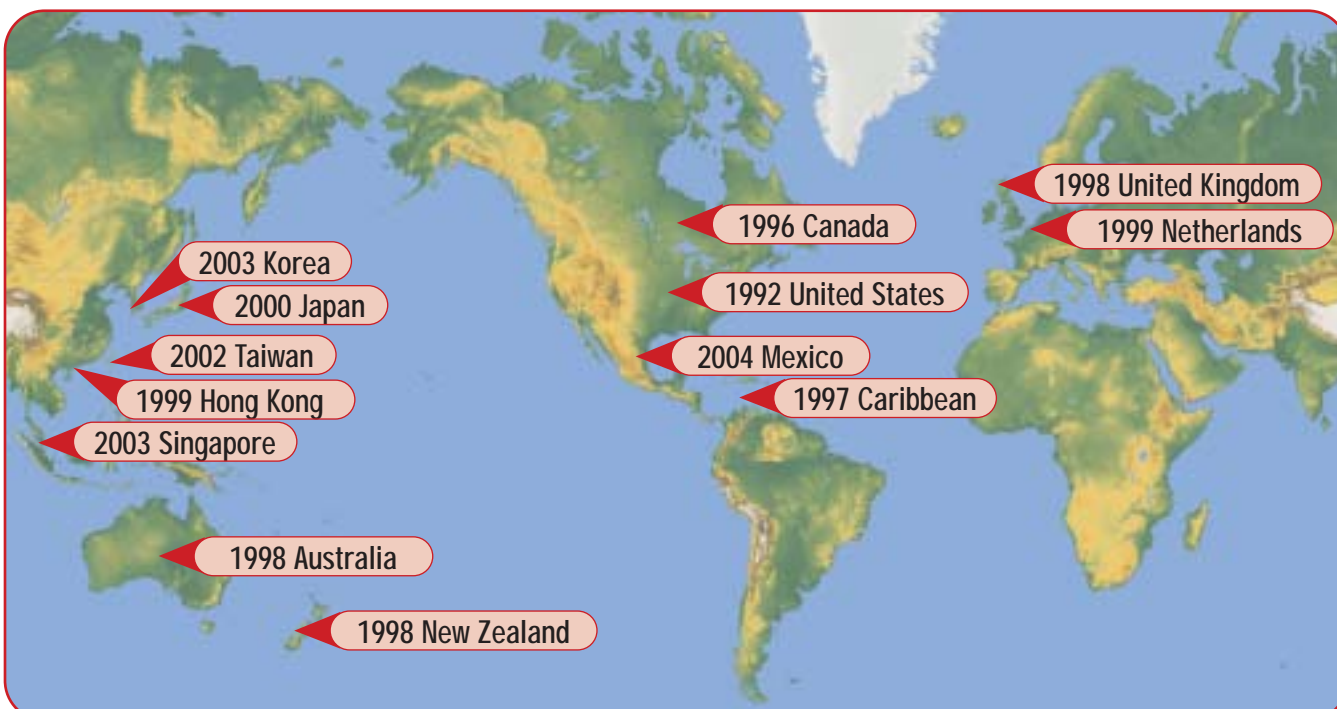 1998 United Kingdom
1996 Canada
1999 Netherlands
2003 Korea
1992 United States
2000 Japan
2002 Taiwan
2004 Mexico
1999 Hong Kong
1997 Caribbean
2003 Singapore
1998 Australia
1998 New Zealand